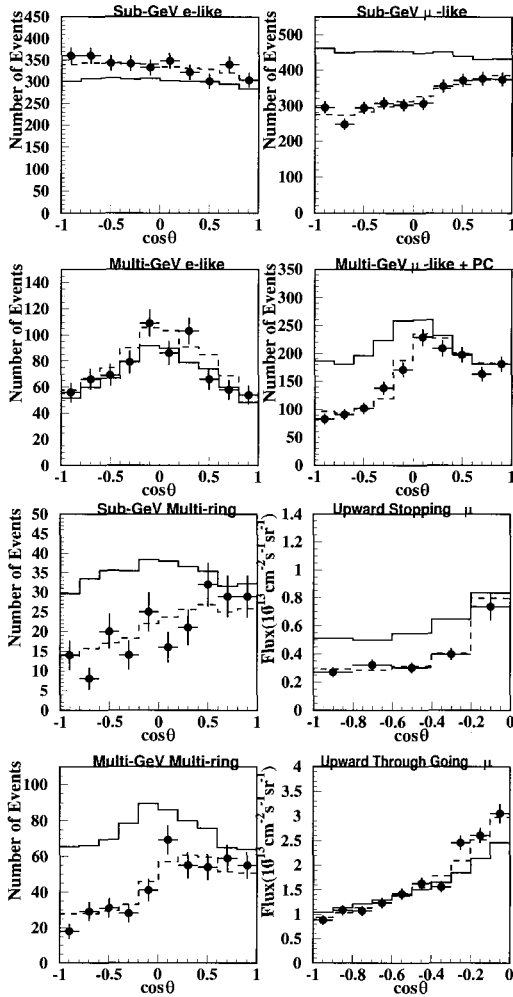 Sub-GeV e-like
Number of Events
450
400
350
300
250
200
150
100
50
0
-1 -0.5 0 0.5 1
cosθ
Sub-GeV μ-like
Number of Events
500
400
300
200
100
0
-1 -0.5 0 0.5 1
cosθ
Multi-GeV e-like
Number of Events
140
120
100
80
60
40
20
0
-1 -0.5 0 0.5 1
cosθ
Multi-GeV μ-like + PC
Number of Events
350
300
250
200
150
100
50
0
-1 -0.5 0 0.5 1
cosθ
Sub-GeV Multi-ring
Number of Events
50
45
40
35
30
25
20
15
10
5
0
-1 -0.5 0 0.5 1
cosθ
Upward Stopping μ
Flux(10⁻¹³cm⁻²s⁻¹sr⁻¹)
1.4
1.2
1
0.8
0.6
0.4
0.2
0
-1 -0.8 -0.6 -0.4 -0.2 0
cosθ
Multi-GeV Multi-ring
Number of Events
100
80
60
40
20
0
-1 -0.5 0 0.5 1
cosθ
Upward Through Going μ
Flux(10⁻¹³cm⁻²s⁻¹sr⁻¹)
4
3.5
3
2.5
2
1.5
1
0.5
0
-1 -0.8 -0.6 -0.4 -0.2 0
cosθ